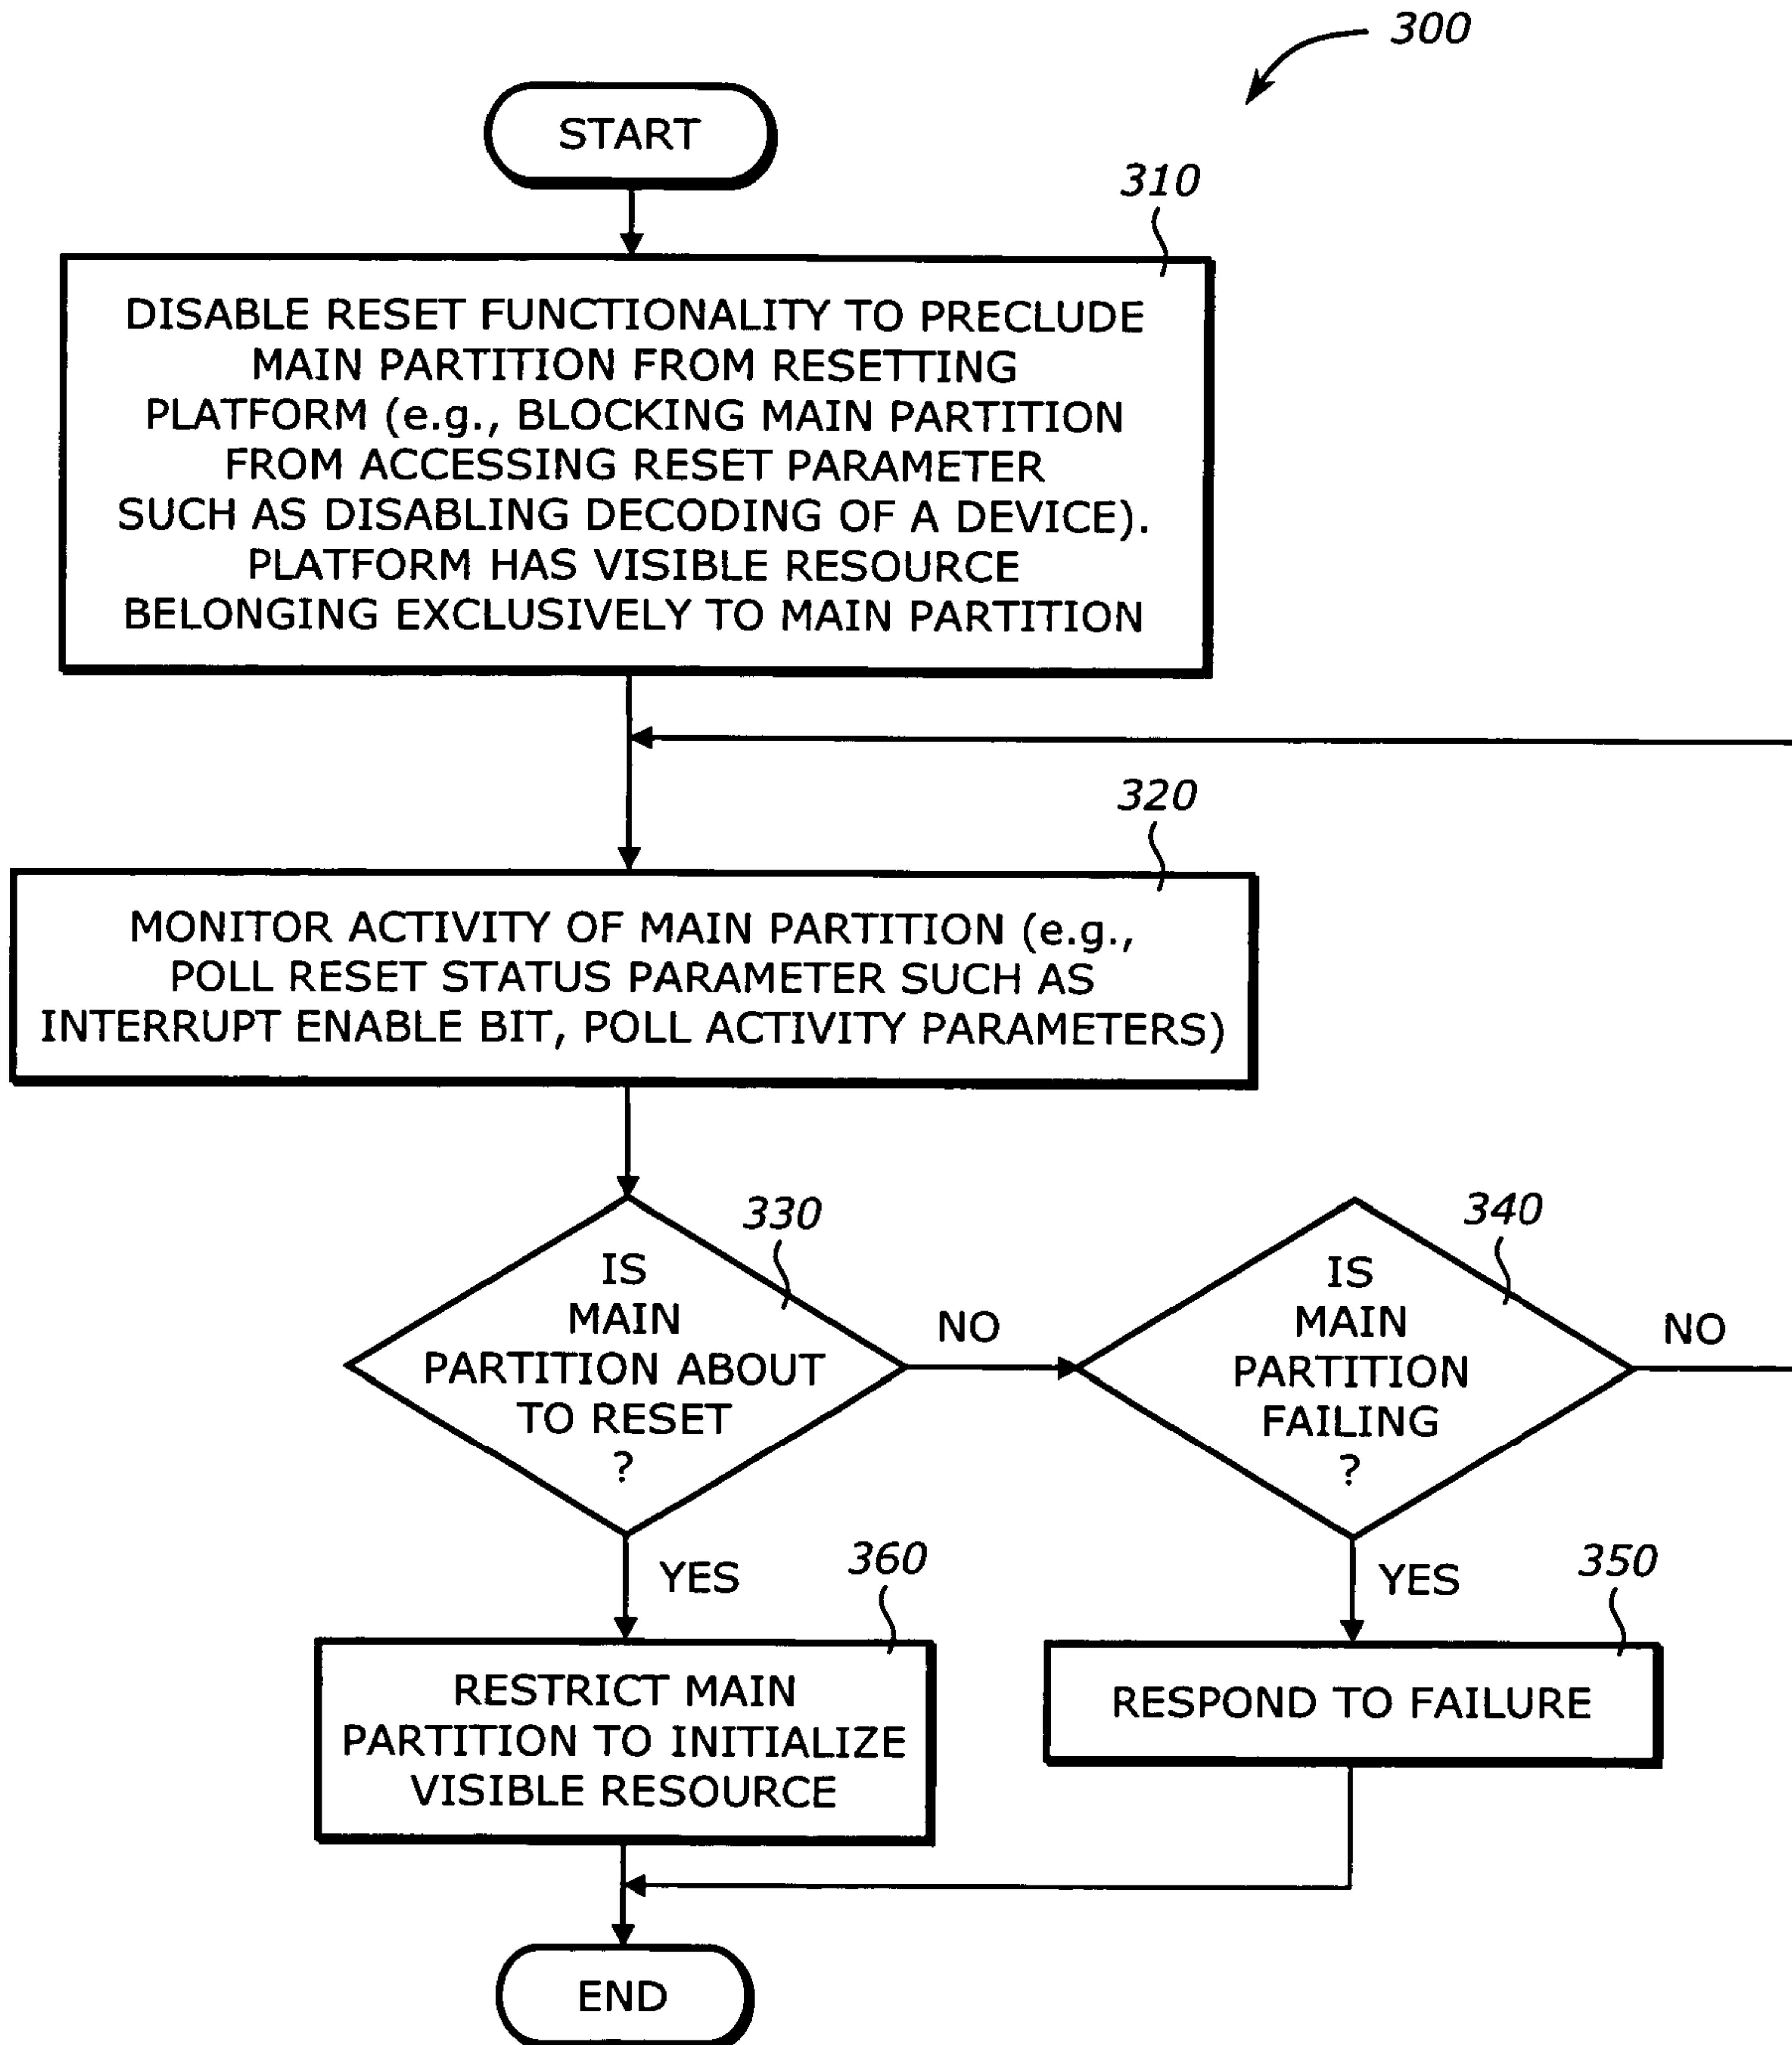 300
START
310
DISABLE RESET FUNCTIONALITY TO PRECLUDE
MAIN PARTITION FROM RESETTING
PLATFORM (e.g., BLOCKING MAIN PARTITION
FROM ACCESSING RESET PARAMETER
SUCH AS DISABLING DECODING OF A DEVICE).
PLATFORM HAS VISIBLE RESOURCE
BELONGING EXCLUSIVELY TO MAIN PARTITION
320
MONITOR ACTIVITY OF MAIN PARTITION (e.g.,
POLL RESET STATUS PARAMETER SUCH AS
INTERRUPT ENABLE BIT, POLL ACTIVITY PARAMETERS)
330
IS
MAIN
PARTITION ABOUT
TO RESET
?
NO
340
IS
MAIN
PARTITION
FAILING
?
NO
YES
360
RESTRICT MAIN
PARTITION TO INITIALIZE
VISIBLE RESOURCE
YES
350
RESPOND TO FAILURE
END